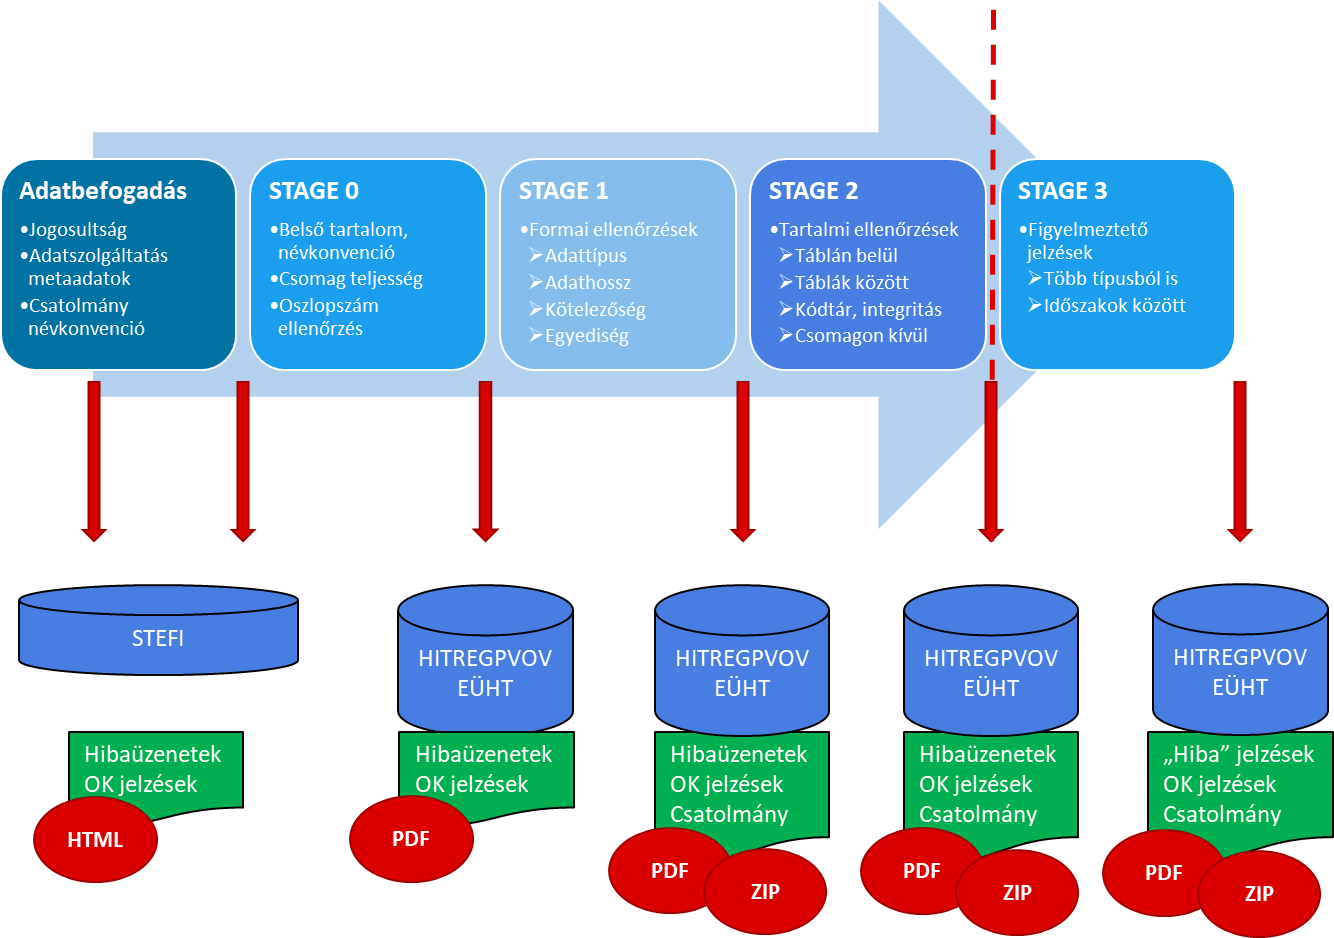 Adatbefogadás
•Jogosultság
•Adatszolgáltatás
metaadatok
•Csatolmány
névkonvenció
STAGE 0
•Belső tartalom,
névkonvenció
•Csomag teljesség
•Oszlopszám
ellenőrzés
STAGE 1
•Formai ellenőrzések
➢Adattípus
➢Adathossz
➢Kötelezőség
➢Egyediség
STAGE 2
•Tartalmi ellenőrzések
➢Táblán belül
➢Táblák között
➢Kódtár, integritás
➢Csomagon kívül
STAGE 3
•Figyelmeztető
jelzések
➢Több típusból is
➢Időszakok között
STEFI
HITREGPVOV
EÜHT
HITREGPVOV
EÜHT
HITREGPVOV
EÜHT
HITREGPVOV
EÜHT
Hibaüzenetek
OK jelzések
HTML
Hibaüzenetek
OK jelzések
PDF
Hibaüzenetek
OK jelzések
Csatolmány
PDF
ZIP
Hibaüzenetek
OK jelzések
Csatolmány
PDF
ZIP
„Hiba” jelzések
OK jelzések
Csatolmány
PDF
ZIP